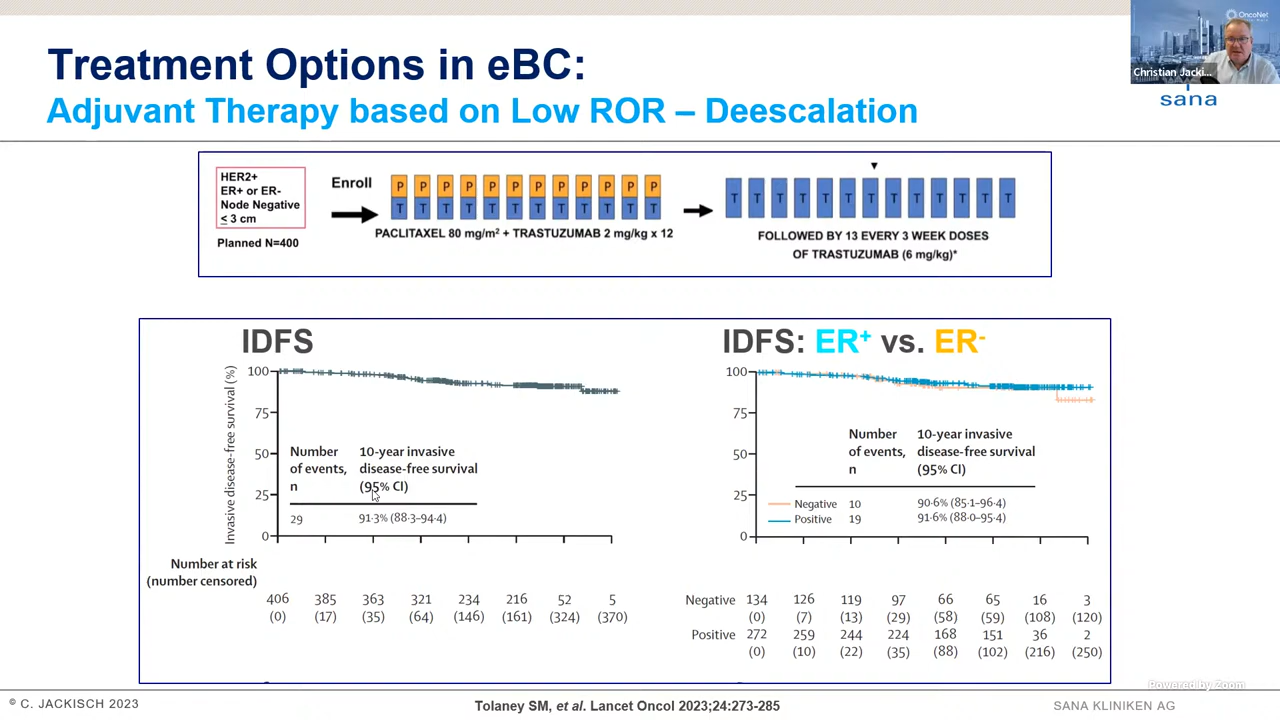 Treatment Options in eBC:
Adjuvant Therapy based on Low ROR – Deescalation
OncoNet
Christian Jacki...
sana
HER2+
ER+ or ER-
Node Negative
≤ 3 cm
Planned N=400
Enroll
P P P P P P P P P P P P
T T T T T T T T T T T T
PACLITAXEL 80 mg/m² + TRASTUZUMAB 2 mg/kg x 12
T T T T T T T T T T T T T
FOLLOWED BY 13 EVERY 3 WEEK DOSES
OF TRASTUZUMAB (6 mg/kg)*
IDFS
Invasive disease-free survival (%)
100
75
50
25
0
Number of events, n
10-year invasive disease-free survival (95% CI)
29 91·3% (88·3–94·4)
Number at risk
(number censored)
406 385 363 321 234 216 52 5
(0) (17) (35) (64) (146) (161) (324) (370)
IDFS: ER+ vs. ER-
100
75
50
25
0
Number of events, n
10-year invasive disease-free survival (95% CI)
Negative 10 90·6% (85·1–96·4)
Positive 19 91·6% (88·0–95·4)
Negative 134 126 119 97 66 65 16 3
(0) (7) (13) (29) (58) (59) (108) (120)
Positive 272 259 244 224 168 151 36 2
(0) (10) (22) (35) (88) (102) (216) (250)
Powered by Zoom
© C. JACKISCH 2023
Tolaney SM, et al. Lancet Oncol 2023;24:273-285
SANA KLINIKEN AG